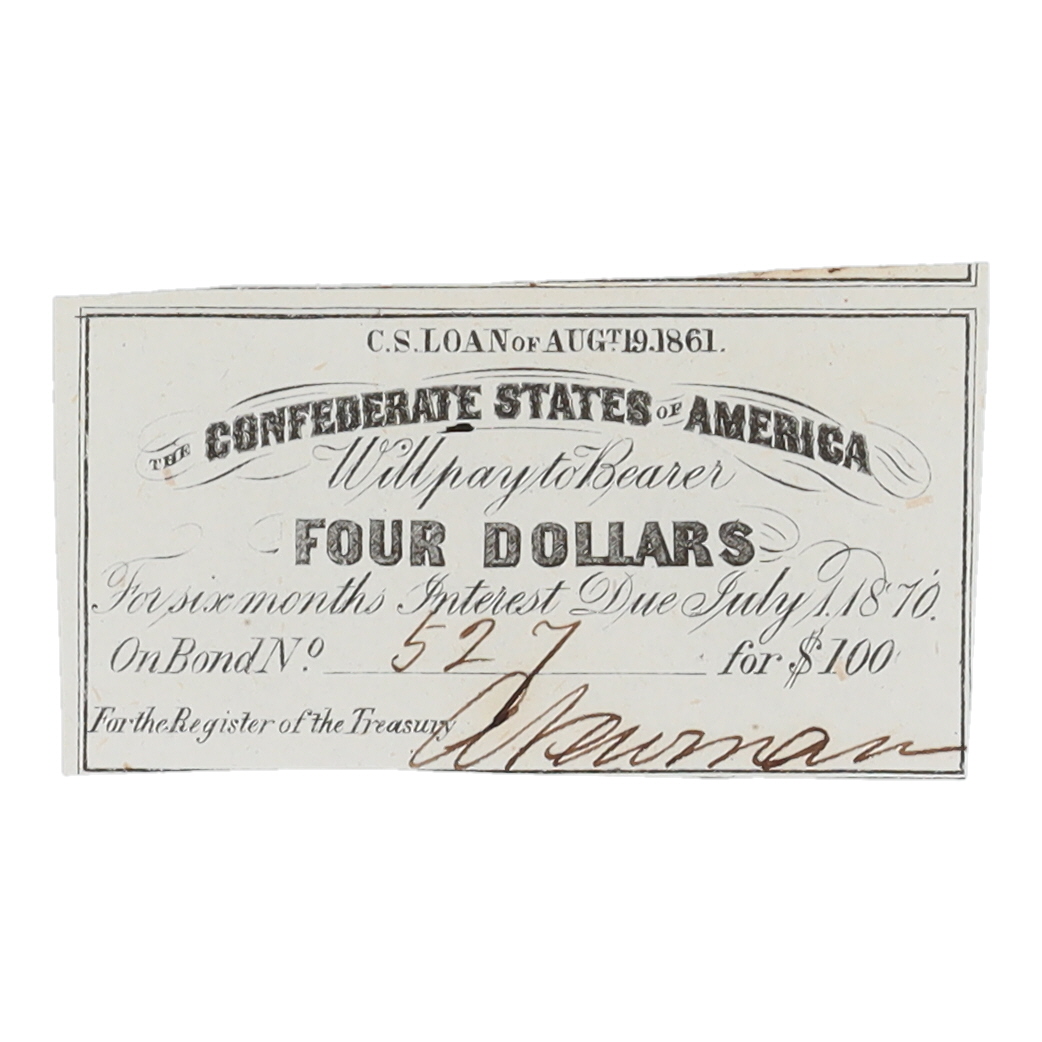 C.S. LOAN OF AUGT. 19. 1861.
THE CONFEDERATE STATES OF AMERICA
Will pay to Bearer
FOUR DOLLARS
For six months Interest Due July 1. 1870.
On Bond No. 527 for $100
For the Register of the Treasury A Newman